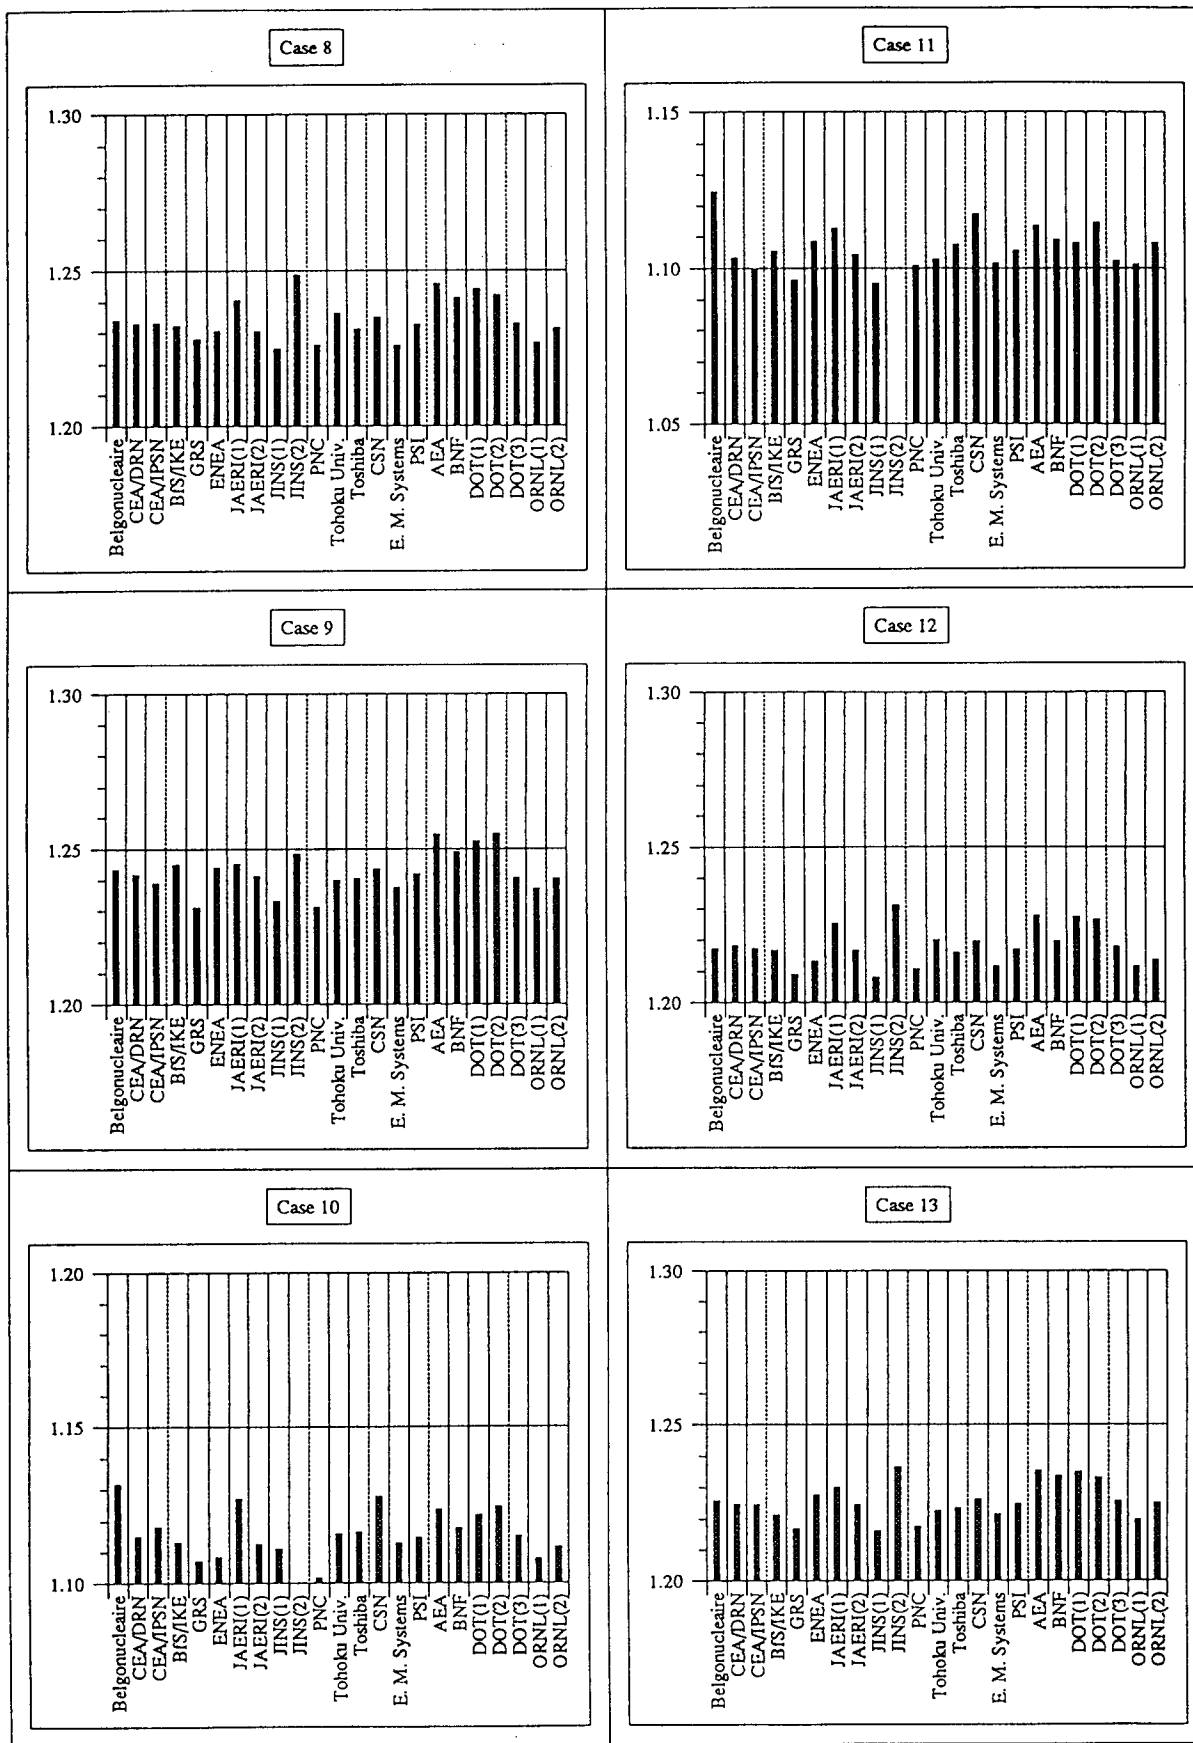 Case 8
1.30
1.25
1.20
Belgonucleaire
CEA/DRN
CEA/IPSN
BfS/IKE
GRS
ENEA
JAERI(1)
JAERI(2)
JINS(1)
JINS(2)
PNC
Tohoku Univ.
Toshiba
CSN
E. M. Systems
PSI
AEA
BNF
DOT(1)
DOT(2)
DOT(3)
ORNL(1)
ORNL(2)
Case 11
1.15
1.10
1.05
Belgonucleaire
CEA/DRN
CEA/IPSN
BfS/IKE
GRS
ENEA
JAERI(1)
JAERI(2)
JINS(1)
JINS(2)
PNC
Tohoku Univ.
Toshiba
CSN
E. M. Systems
PSI
AEA
BNF
DOT(1)
DOT(2)
DOT(3)
ORNL(1)
ORNL(2)
Case 9
1.30
1.25
1.20
Belgonucleaire
CEA/DRN
CEA/IPSN
BfS/IKE
GRS
ENEA
JAERI(1)
JAERI(2)
JINS(1)
JINS(2)
PNC
Tohoku Univ.
Toshiba
CSN
E. M. Systems
PSI
AEA
BNF
DOT(1)
DOT(2)
DOT(3)
ORNL(1)
ORNL(2)
Case 12
1.30
1.25
1.20
Belgonucleaire
CEA/DRN
CEA/IPSN
BfS/IKE
GRS
ENEA
JAERI(1)
JAERI(2)
JINS(1)
JINS(2)
PNC
Tohoku Univ.
Toshiba
CSN
E. M. Systems
PSI
AEA
BNF
DOT(1)
DOT(2)
DOT(3)
ORNL(1)
ORNL(2)
Case 10
1.20
1.15
1.10
Belgonucleaire
CEA/DRN
CEA/IPSN
BfS/IKE
GRS
ENEA
JAERI(1)
JAERI(2)
JINS(1)
JINS(2)
PNC
Tohoku Univ.
Toshiba
CSN
E. M. Systems
PSI
AEA
BNF
DOT(1)
DOT(2)
DOT(3)
ORNL(1)
ORNL(2)
Case 13
1.30
1.25
1.20
Belgonucleaire
CEA/DRN
CEA/IPSN
BfS/IKE
GRS
ENEA
JAERI(1)
JAERI(2)
JINS(1)
JINS(2)
PNC
Tohoku Univ.
Toshiba
CSN
E. M. Systems
PSI
AEA
BNF
DOT(1)
DOT(2)
DOT(3)
ORNL(1)
ORNL(2)